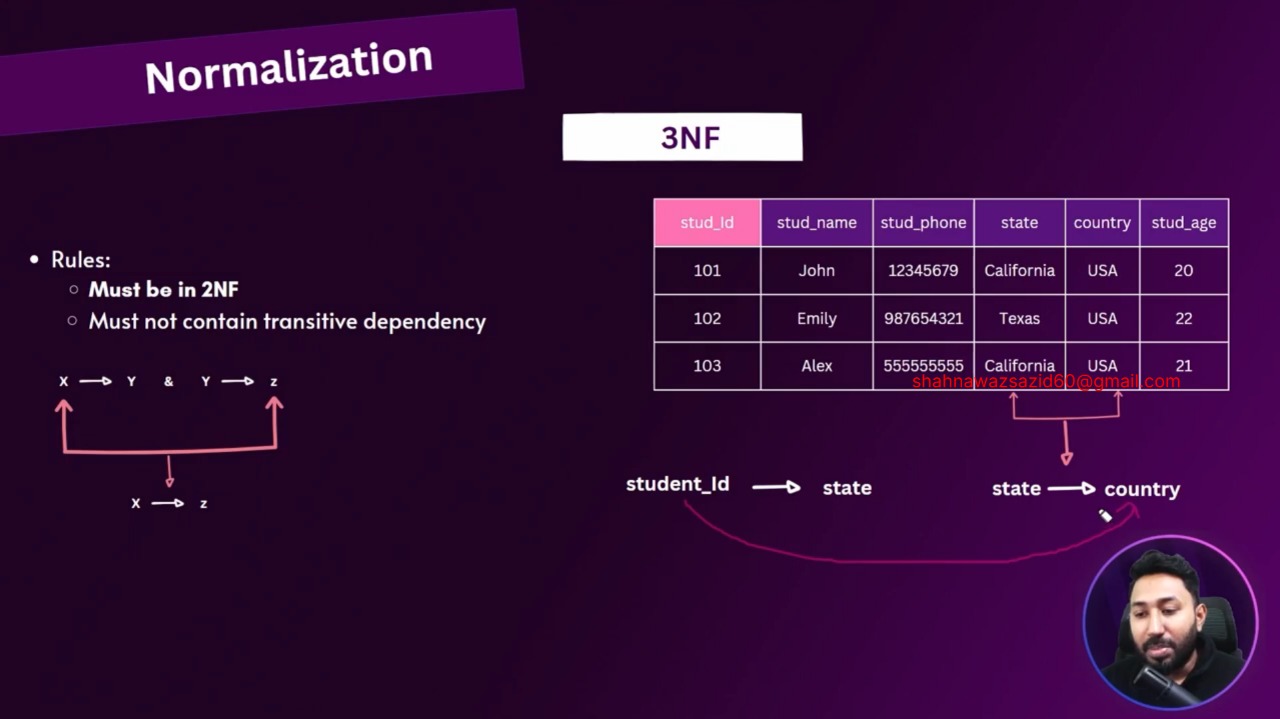 Normalization
3NF
Rules:
Must be in 2NF
Must not contain transitive dependency
X Y & Y z
X z
stud_Id stud_name stud_phone state country stud_age
101 John 12345679 California USA 20
102 Emily 987654321 Texas USA 22
103 Alex 555555555 California USA 21
shahnawazsazid60@gmail.com
student_Id state state country